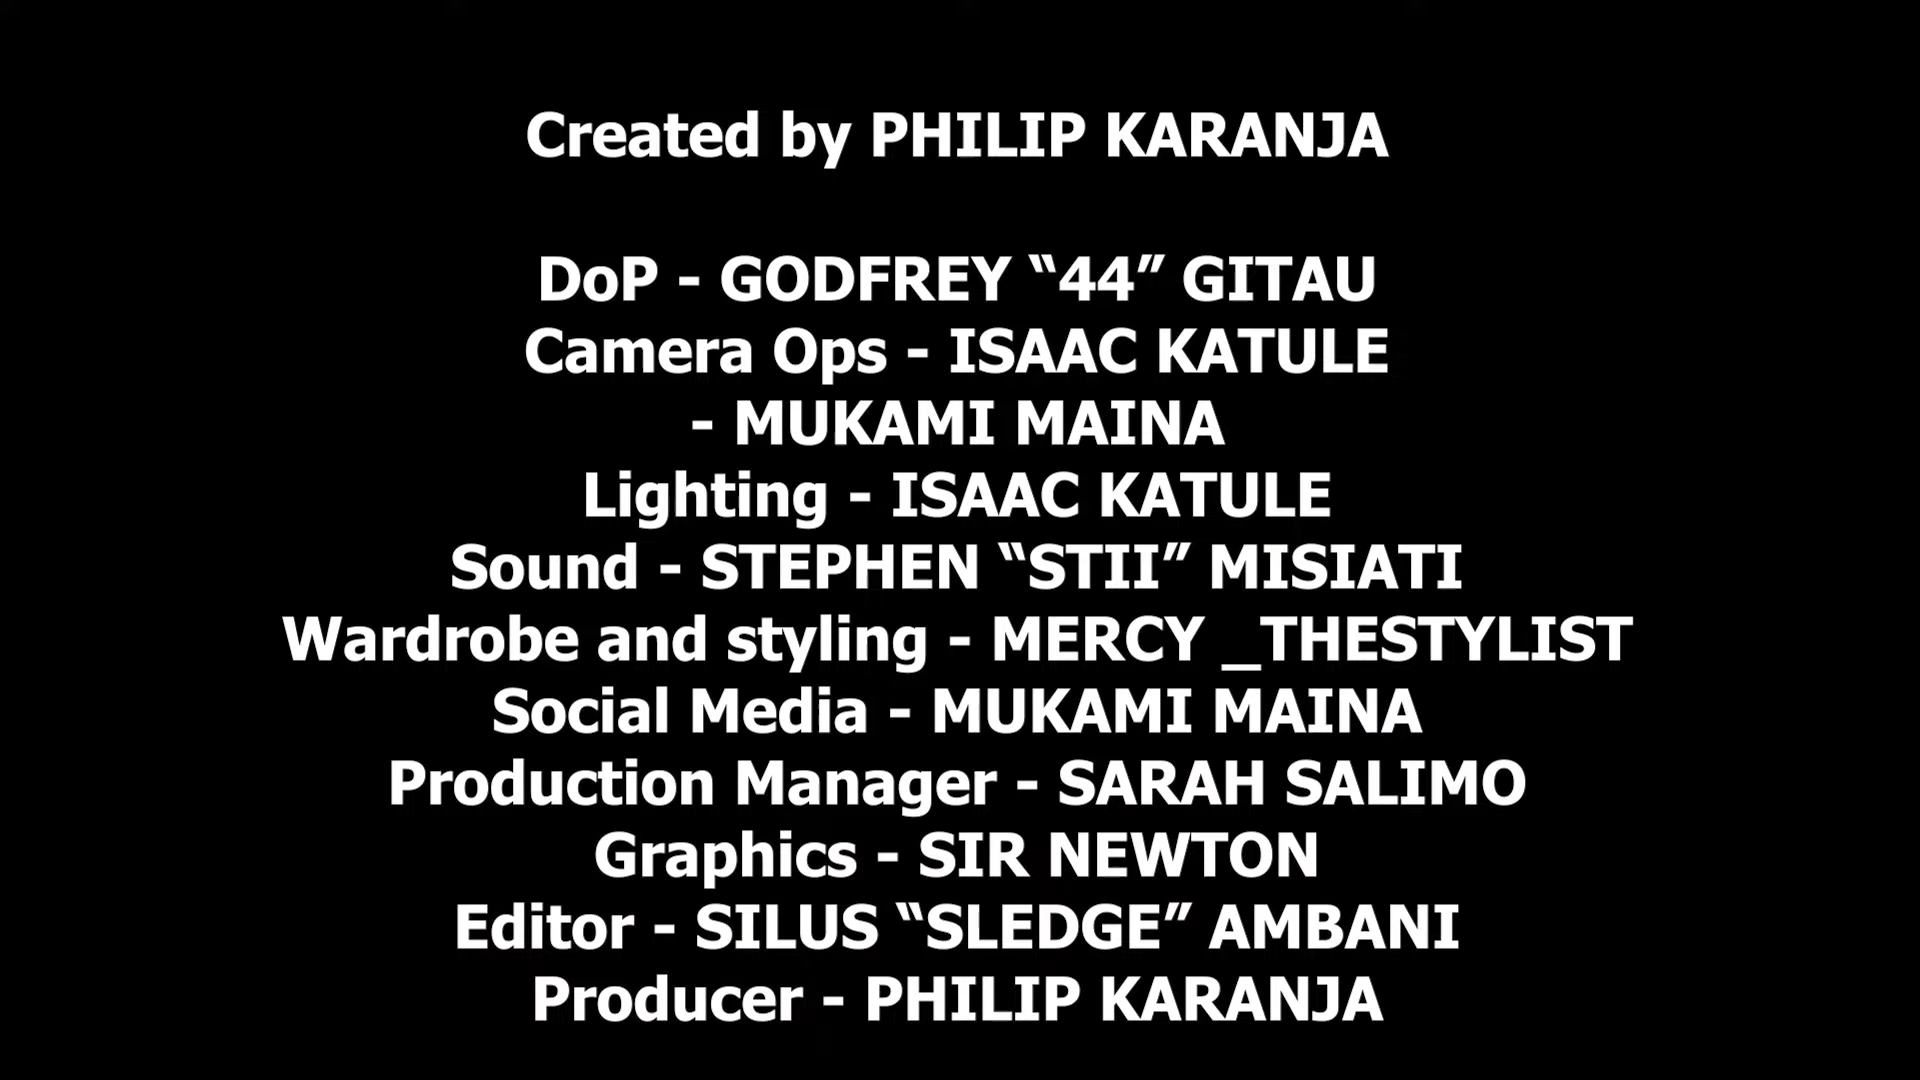 Created by PHILIP KARANJA
DoP - GODFREY “44” GITAU
Camera Ops - ISAAC KATULE
- MUKAMI MAINA
Lighting - ISAAC KATULE
Sound - STEPHEN “STII” MISIATI
Wardrobe and styling - MERCY _THESTYLIST
Social Media - MUKAMI MAINA
Production Manager - SARAH SALIMO
Graphics - SIR NEWTON
Editor - SILUS “SLEDGE” AMBANI
Producer - PHILIP KARANJA